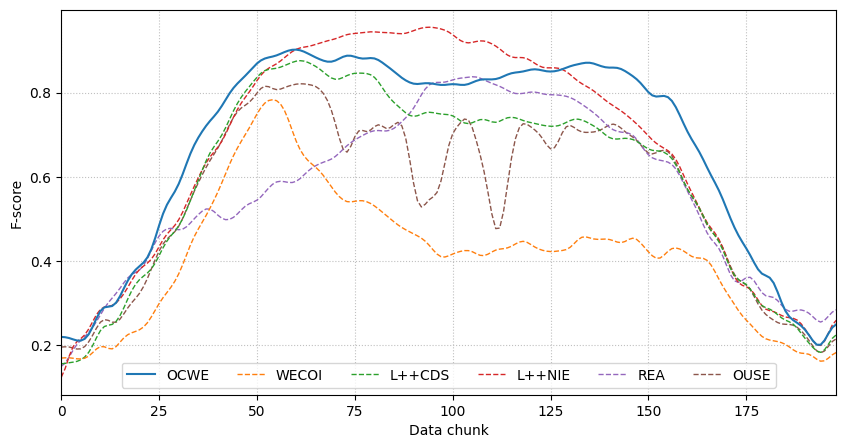 F-score
0.8
0.6
0.4
0.2
OCWE WECOI L++CDS L++NIE REA OUSE
0 25 50 75 100 125 150 175
Data chunk